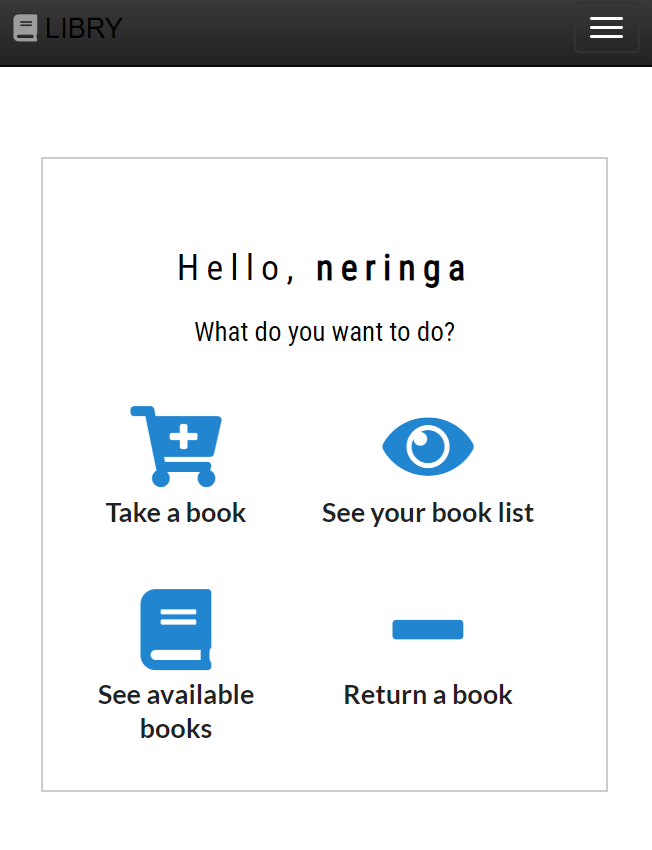 LIBRY
Hello, neringa
What do you want to do?
Take a book
See your book list
See available
books
Return a book